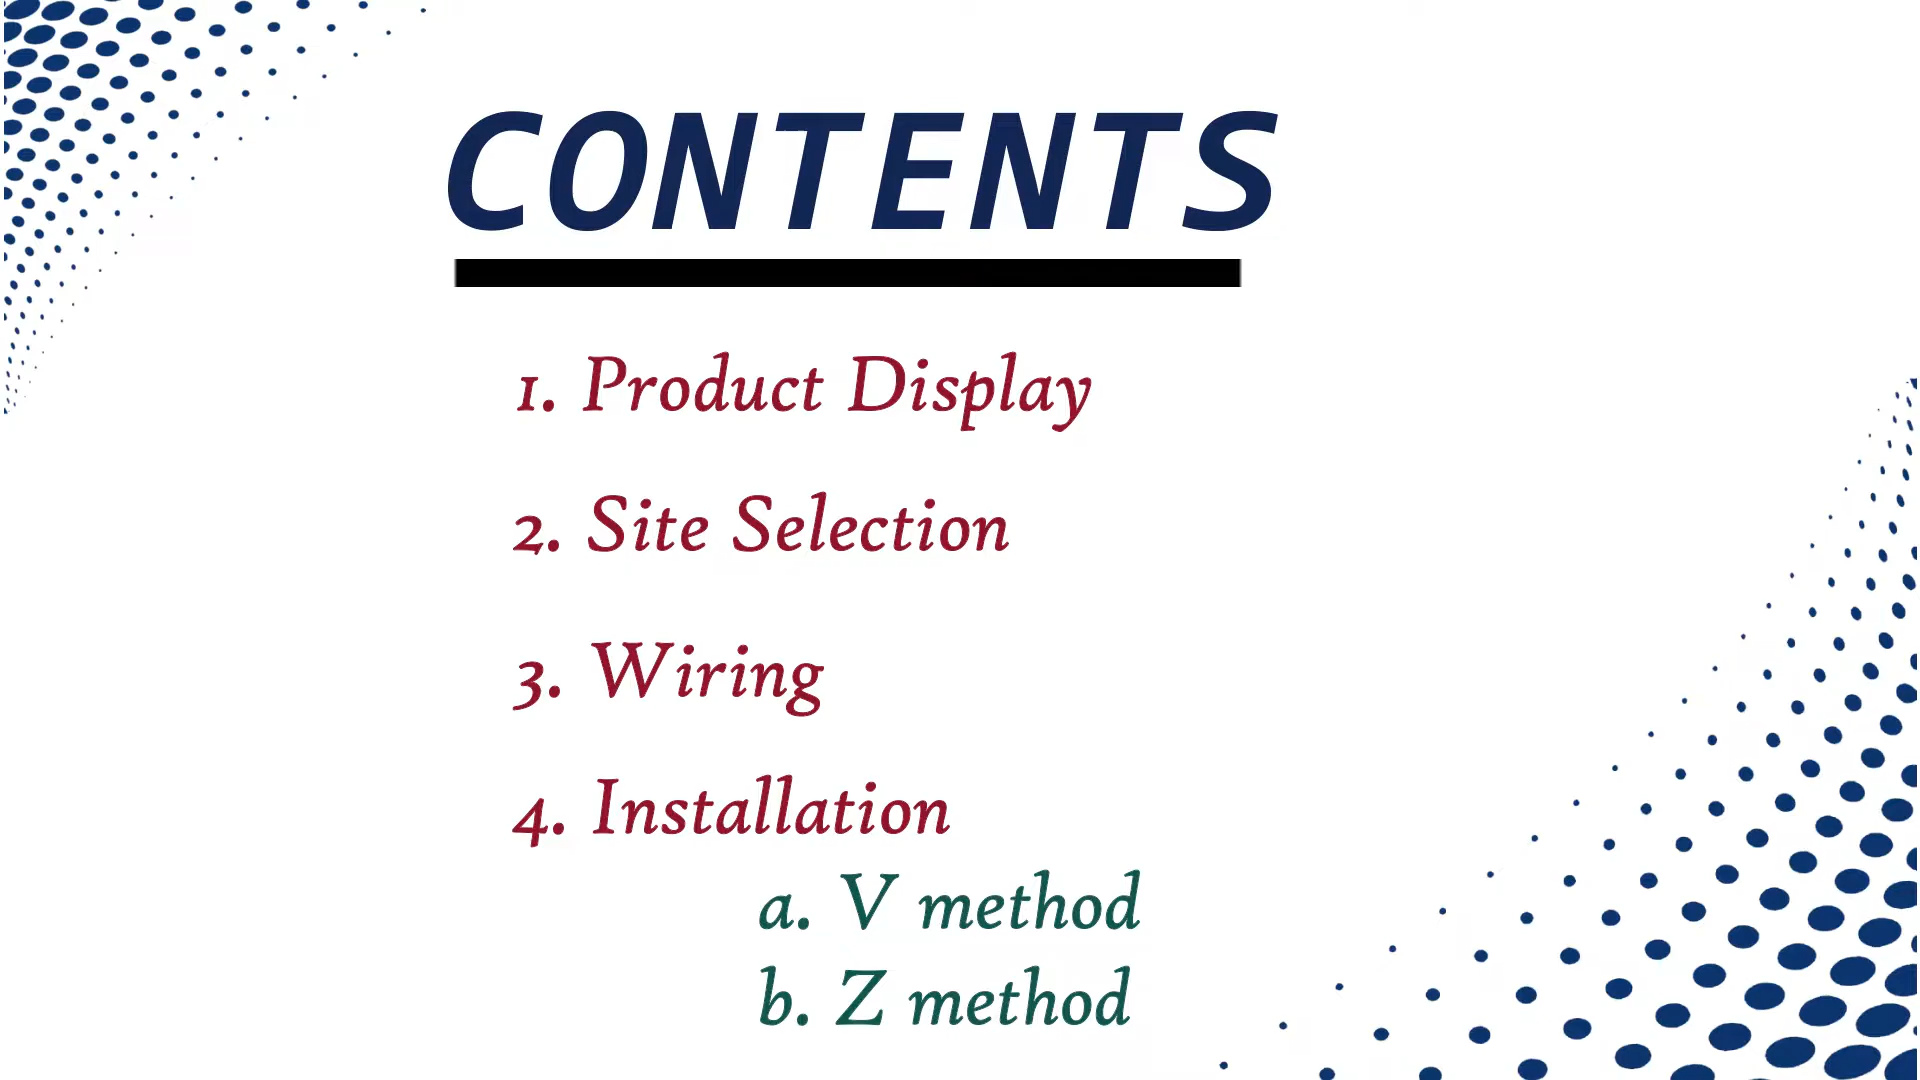 CONTENTS
1. Product Display
2. Site Selection
3. Wiring
4. Installation
a. V method
b. Z method